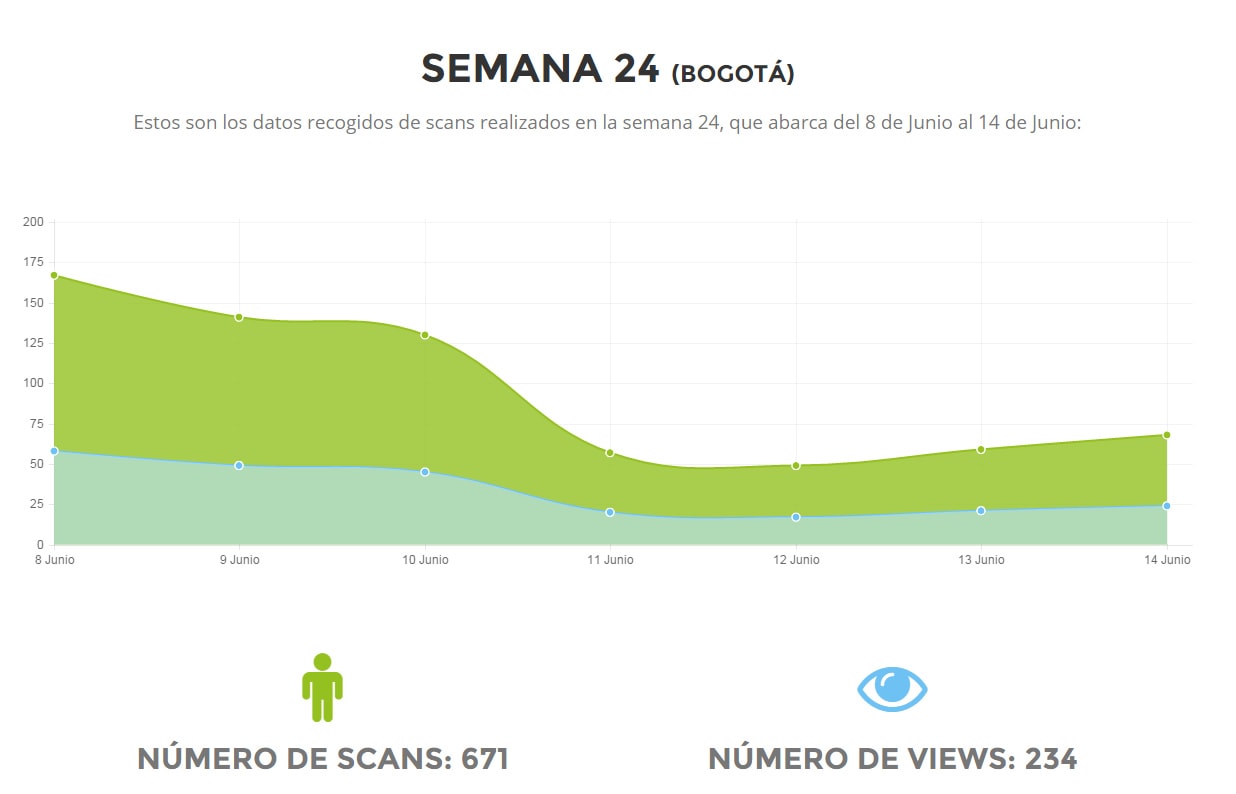 SEMANA 24 (BOGOTÁ)
Estos son los datos recogidos de scans realizados en la semana 24, que abarca del 8 de Junio al 14 de Junio:
200
175
150
125
100
75
50
25
0
8 Junio 9 Junio 10 Junio 11 Junio 12 Junio 13 Junio 14 Junio
NÚMERO DE SCANS: 671 NÚMERO DE VIEWS: 234